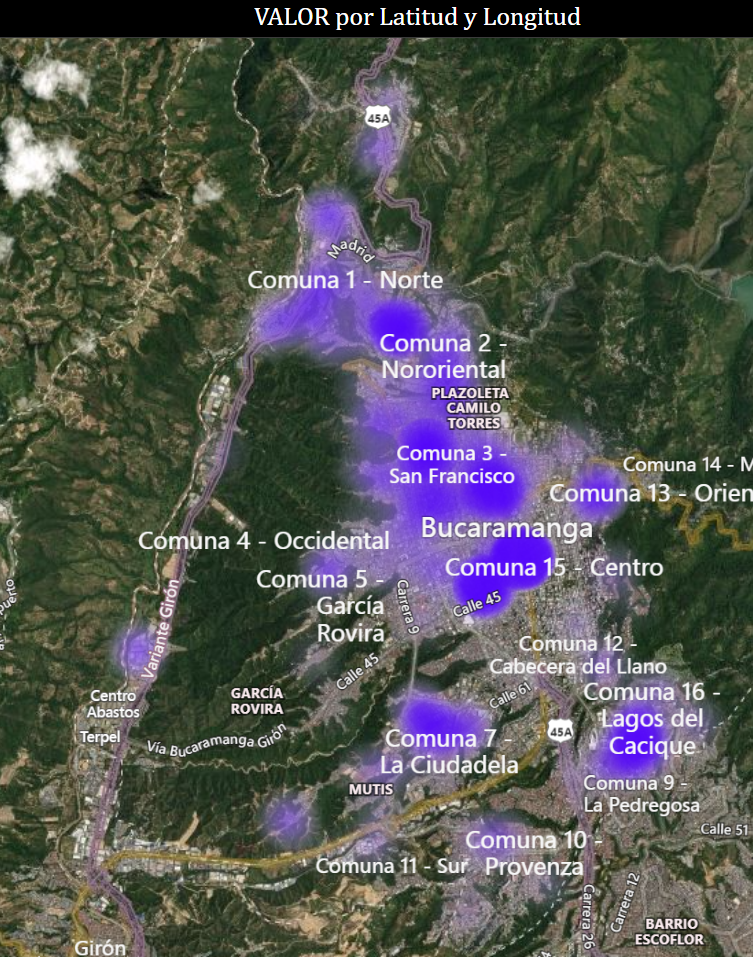 VALOR por Latitud y Longitud
45A
Madrid
Comuna 1 - Norte
Comuna 2 -
Nororiental
PLAZOLETA
CAMILO
TORRES
Comuna 3 -
San Francisco
Comuna 14 - M
Comuna 13 - Orien
Bucaramanga
Comuna 4 - Occidental
Comuna 15 - Centro
Comuna 5 -
García
Rovira
Carrera 9
Calle 45
Variante Girón
Comuna 12 -
Cabecera del Llano
Calle 45
Calle 61
Comuna 16 -
Lagos del
Cacique
Centro
Abastos
GARCÍA
ROVIRA
Terpel
Vía Bucaramanga Girón
45A
Comuna 7 -
La Ciudadela
MUTIS
Comuna 9 -
La Pedregosa
Calle 51
Comuna 10 -
Provenza
Comuna 11 - Sur
Carrera 26
Carrera 12
BARRIO
ESCOFLOR
Girón